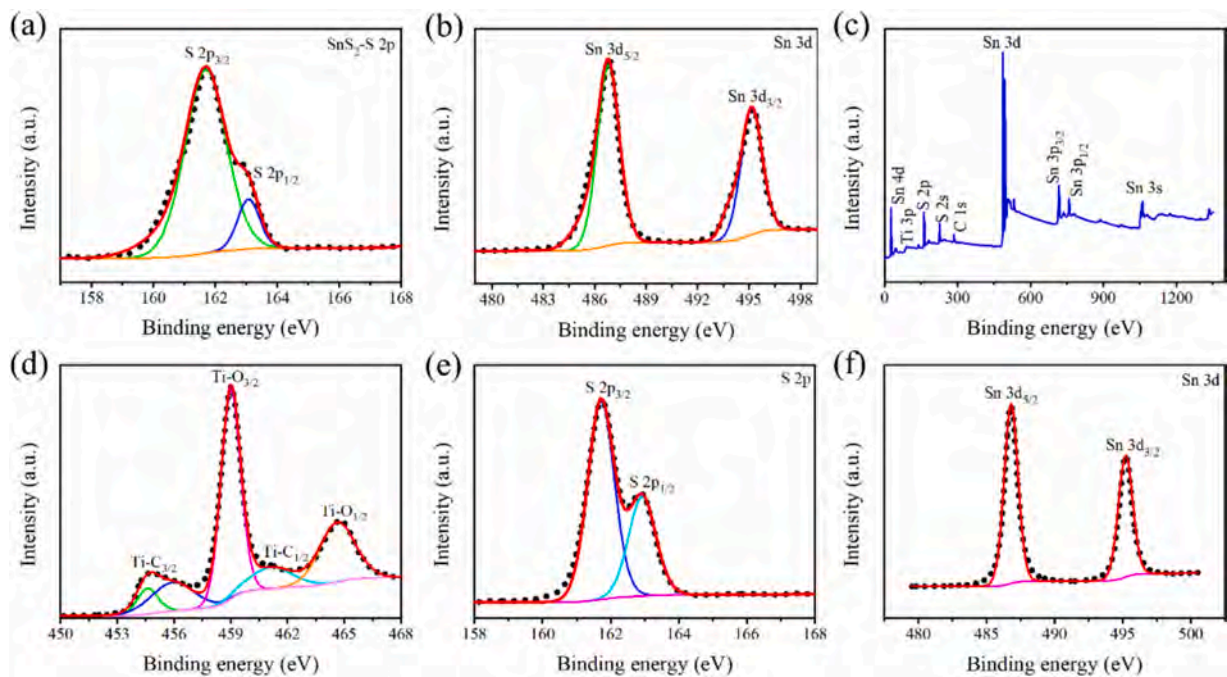 (a)
SnS₂-S 2p
S 2p₃/₂
S 2p₁/₂
Intensity (a.u.)
158 160 162 164 166 168
Binding energy (eV)
(b)
Sn 3d
Sn 3d₅/₂
Sn 3d₃/₂
Intensity (a.u.)
480 483 486 489 492 495 498
Binding energy (eV)
(c)
Sn 3d
Sn 4d
Ti 3p
S 2p
S 2s
C 1s
Sn 3p₃/₂
Sn 3p₁/₂
Sn 3s
Intensity (a.u.)
0 300 600 900 1200
Binding energy (eV)
(d)
Ti-O₃/₂
Ti-C₃/₂
Ti-C₁/₂
Ti-O₁/₂
Intensity (a.u.)
450 453 456 459 462 465 468
Binding energy (eV)
(e)
S 2p
S 2p₃/₂
S 2p₁/₂
Intensity (a.u.)
158 160 162 164 166 168
Binding energy (eV)
(f)
Sn 3d
Sn 3d₅/₂
Sn 3d₃/₂
Intensity (a.u.)
480 485 490 495 500
Binding energy (eV)